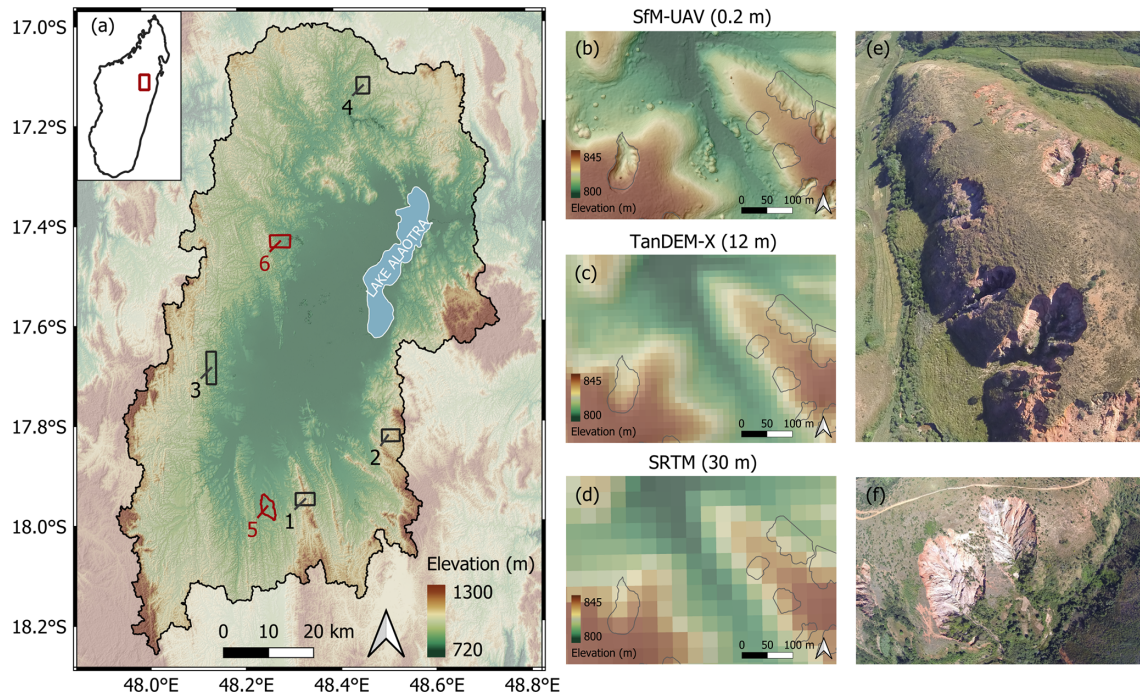 (a)
17.0°S
17.2°S
17.4°S
17.6°S
17.8°S
18.0°S
18.2°S
48.0°E
48.2°E
48.4°E
48.6°E
48.8°E
4
6
LAKE ALAOTRA
3
2
5
1
Elevation (m)
1300
720
0 10 20 km
SfM-UAV (0.2 m)
(b)
845
800
Elevation (m)
0 50 100 m
TanDEM-X (12 m)
(c)
845
800
Elevation (m)
0 50 100 m
SRTM (30 m)
(d)
845
800
Elevation (m)
0 50 100 m
(e)
(f)